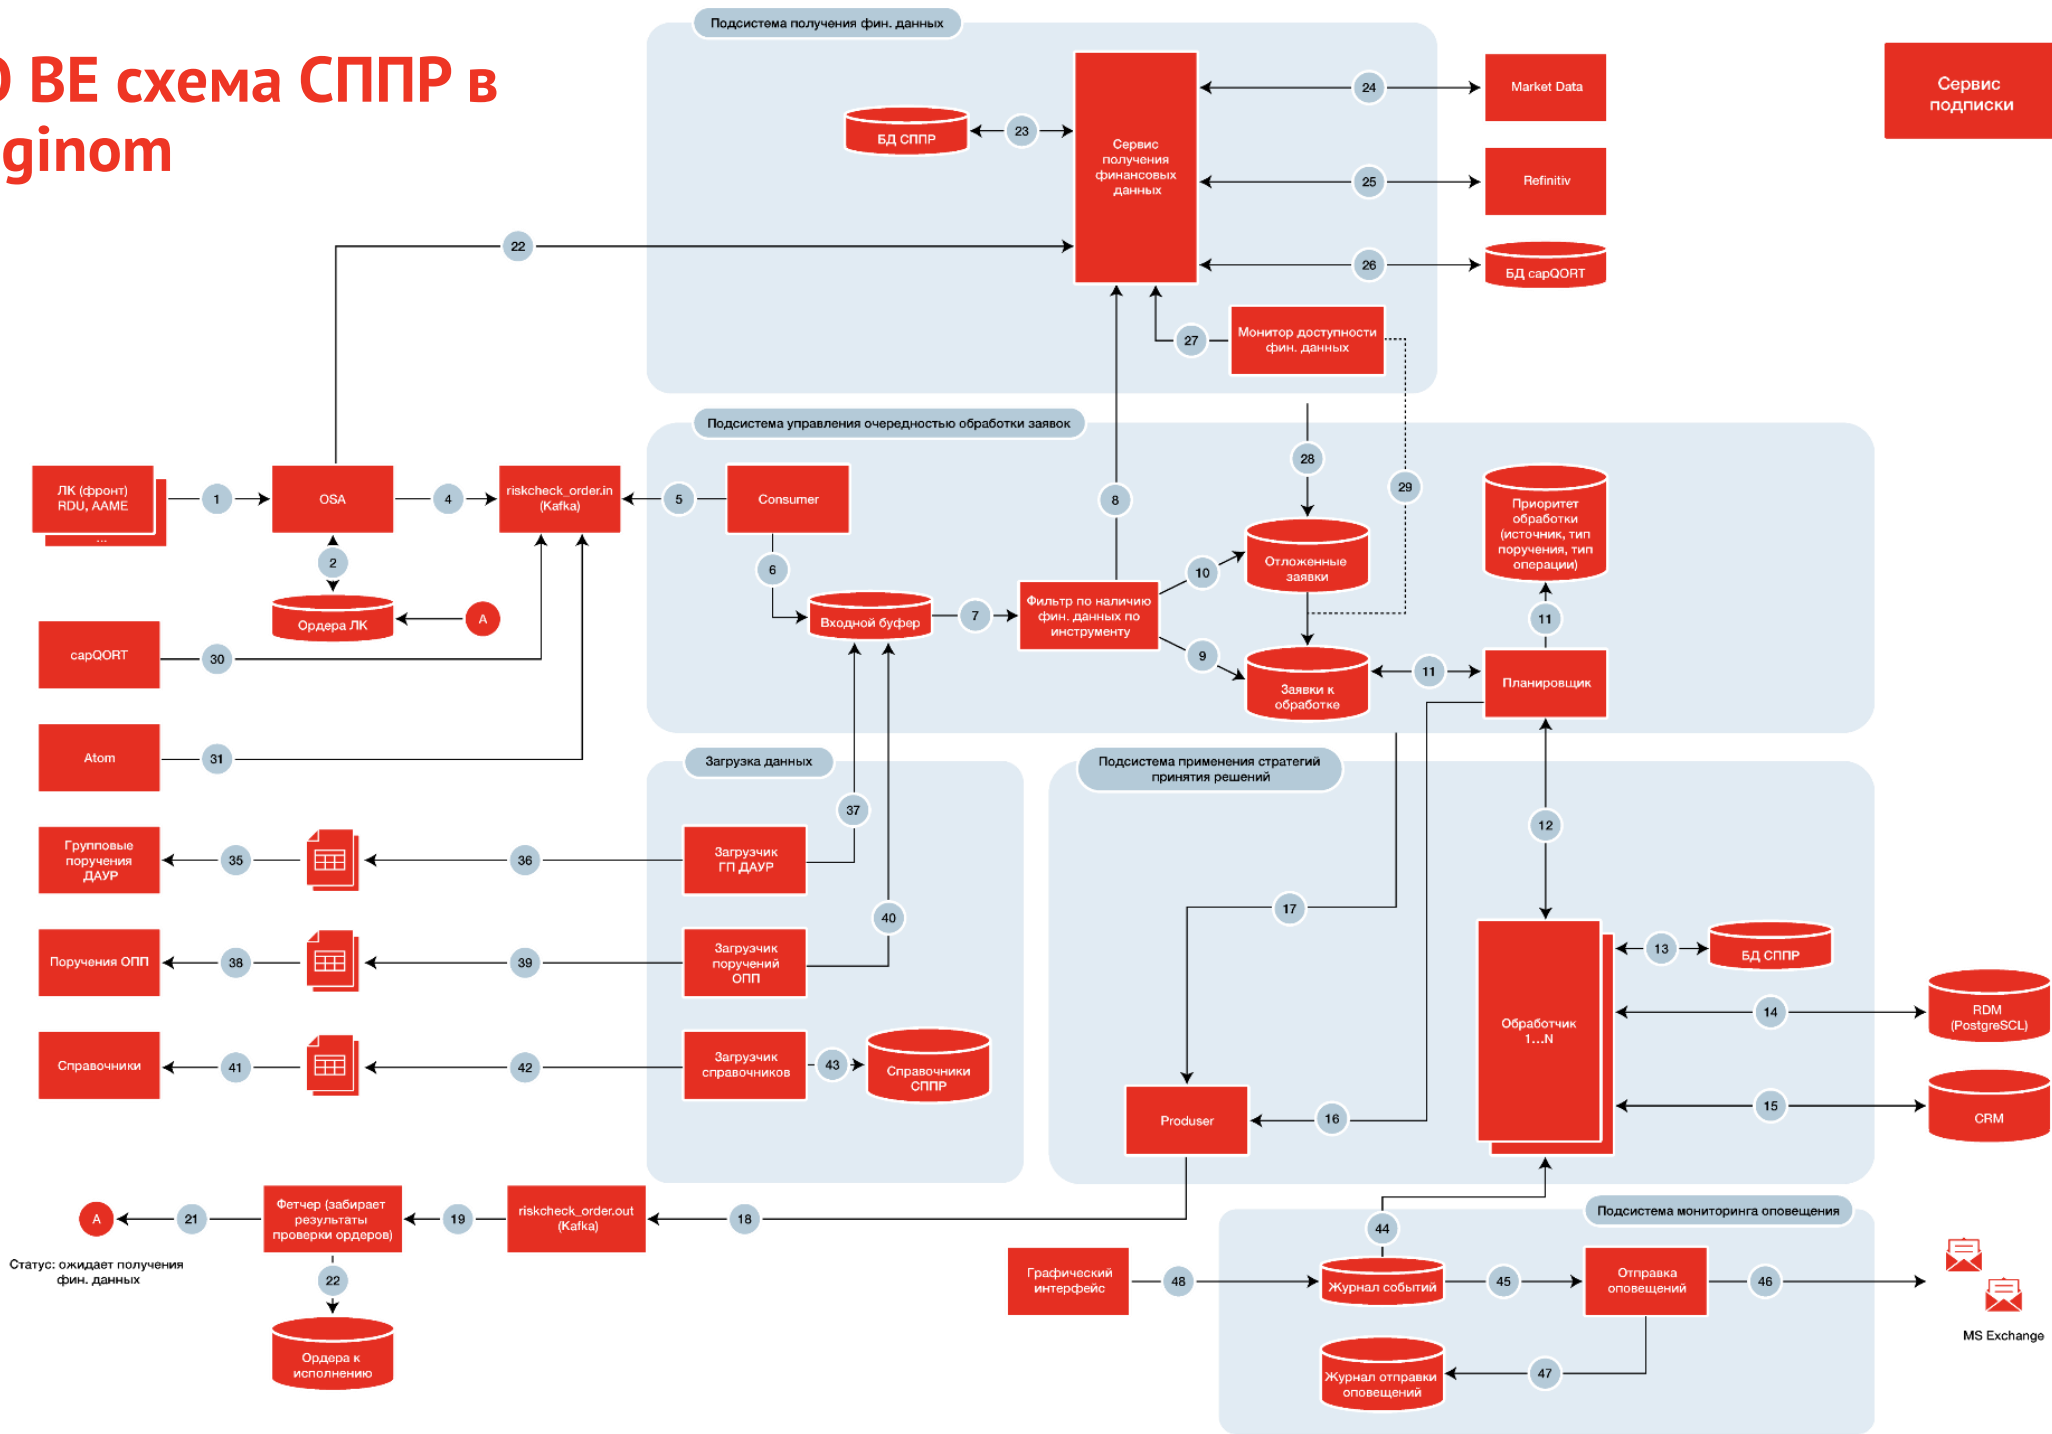 BE схема СППР в
ginom
Подсистема получения фин. данных
Сервис
подписки
24
Market Data
БД СППР
23
Сервис
получения
финансовых
данных
25
Refinitiv
22
26
БД capQORT
27
Монитор доступности
фин. данных
Подсистема управления очередностью обработки заявок
ЛК (фронт)
RDU, AAME
...
1
OSA
4
riskcheck_order.in
(Kafka)
5
Consumer
8
28
29
Приоритет
обработки
(источник, тип
поручения, тип
операции)
2
6
10
Отложенные
заявки
Ордера ЛК
A
Входной буфер
7
Фильтр по наличию
фин. данных по
инструменту
11
capQORT
30
9
Заявки к
обработке
11
Планировщик
Atom
31
Загрузка данных
Подсистема применения стратегий
принятия решений
37
12
Групповые
поручения
ДАУР
35
36
Загрузчик
ГП ДАУР
40
17
Поручения ОПП
38
39
Загрузчик
поручений
ОПП
13
БД СППР
14
RDM
(PostgreSCL)
Обработчик
1...N
Справочники
41
42
Загрузчик
справочников
43
Справочники
СППР
Produser
16
15
CRM
A
21
Фетчер (забирает
результаты
проверки ордеров)
19
riskcheck_order.out
(Kafka)
18
Подсистема мониторинга оповещения
44
Статус: ожидает получения
фин. данных
22
Графический
интерфейс
48
Журнал событий
45
Отправка
оповещений
46
MS Exchange
Ордера к
исполнению
Журнал отправки
оповещений
47